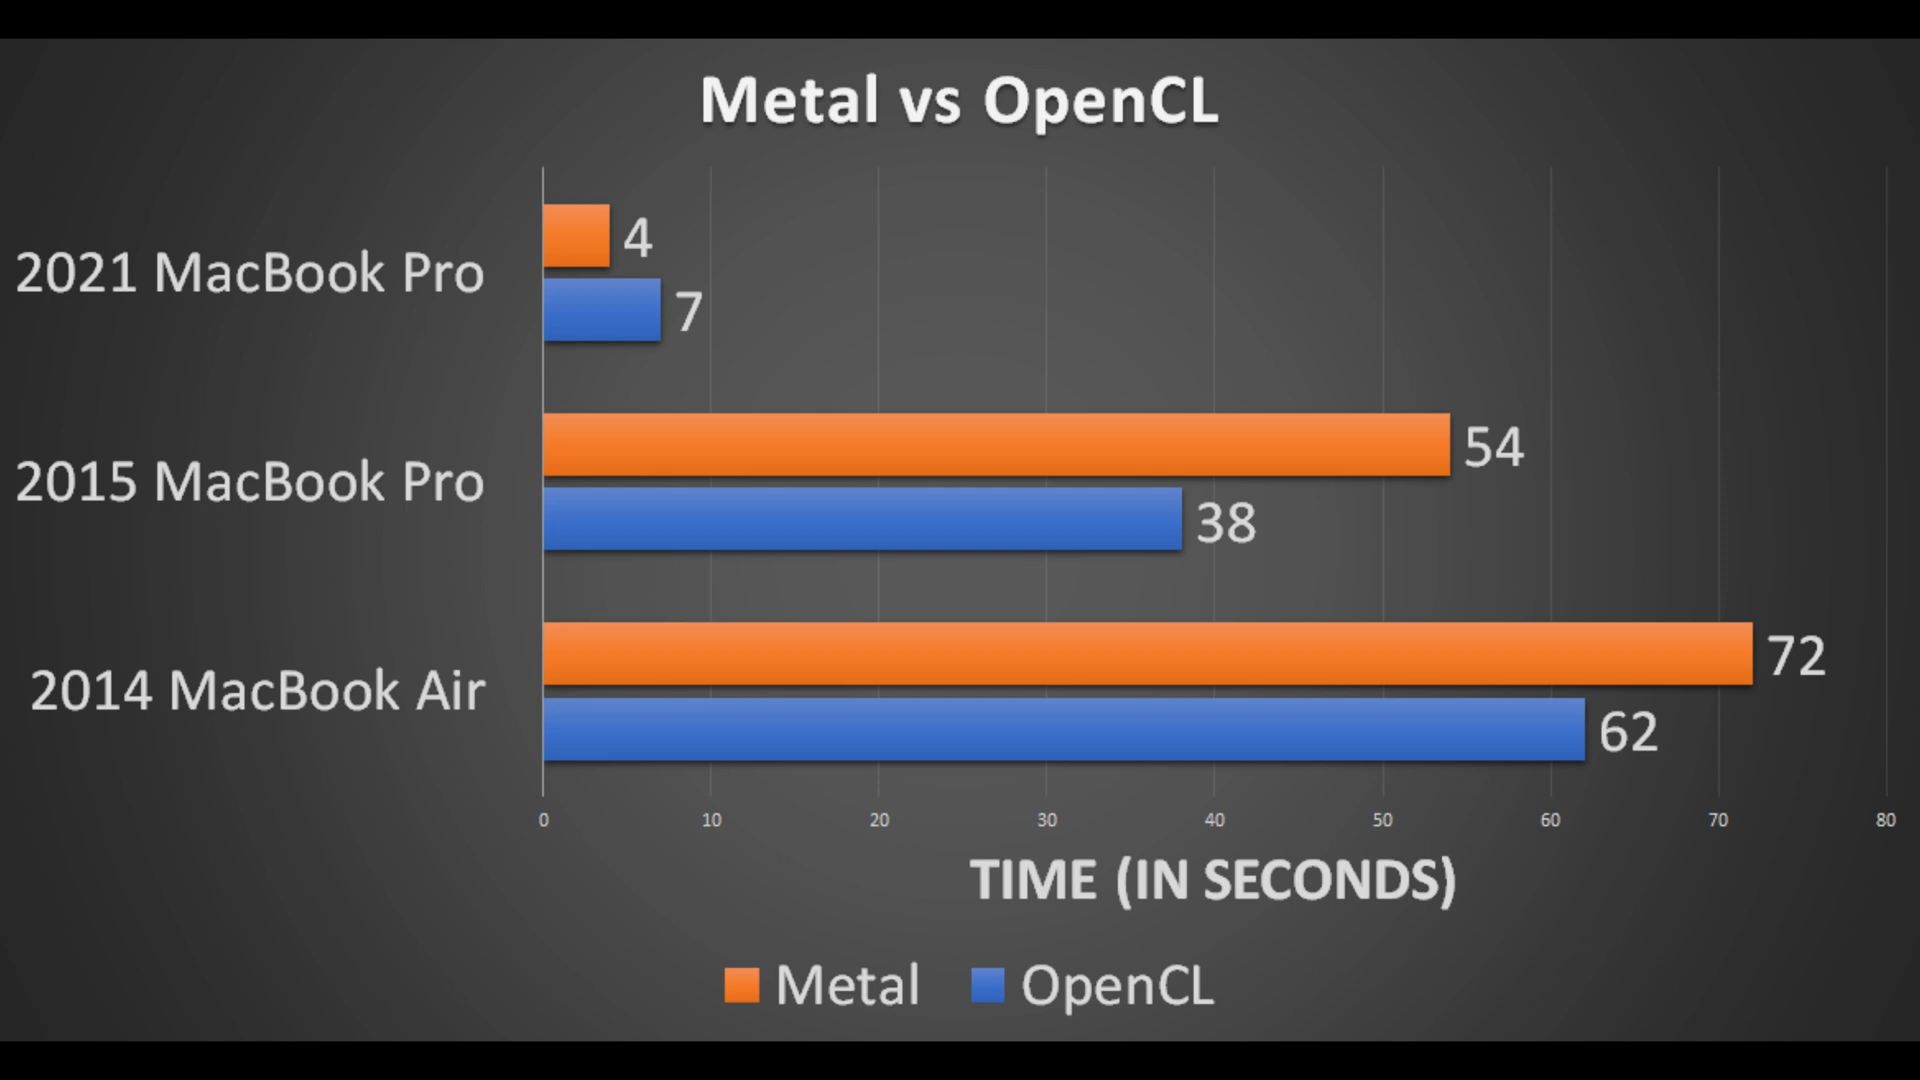 Metal vs OpenCL
2021 MacBook Pro
4
7
2015 MacBook Pro
54
38
2014 MacBook Air
72
62
0 10 20 30 40 50 60 70 80
TIME (IN SECONDS)
Metal OpenCL